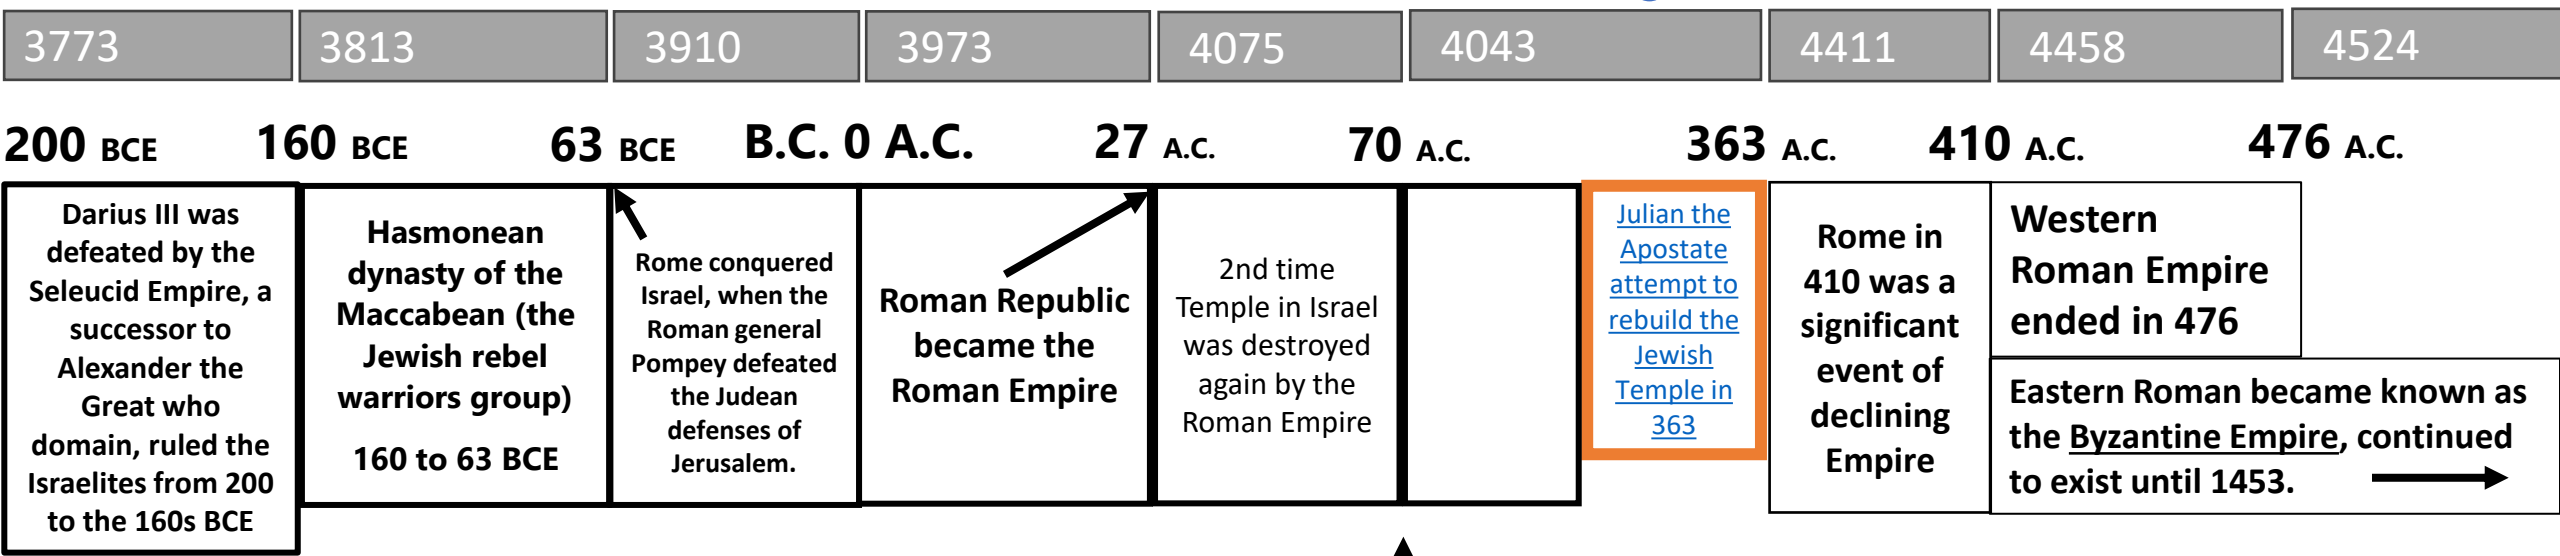 3773 3813 3910 3973 4075 4043 4411 4458 4524
200 BCE 160 BCE 63 BCE B.C. 0 A.C. 27 A.C. 70 A.C. 363 A.C. 410 A.C. 476 A.C.
Darius III was
defeated by the
Seleucid Empire, a
successor to
Alexander the
Great who
domain, ruled the
Israelites from 200
to the 160s BCE
Hasmonean
dynasty of the
Maccabean (the
Jewish rebel
warriors group)
160 to 63 BCE
Rome conquered
Israel, when the
Roman general
Pompey defeated
the Judean
defenses of
Jerusalem.
Roman Republic
became the
Roman Empire
2nd time
Temple in Israel
was destroyed
again by the
Roman Empire
Julian the
Apostate
attempt to
rebuild the
Jewish
Temple in
363
Rome in
410 was a
significant
event of
declining
Empire
Western
Roman Empire
ended in 476
Eastern Roman became known as
the Byzantine Empire, continued
to exist until 1453.